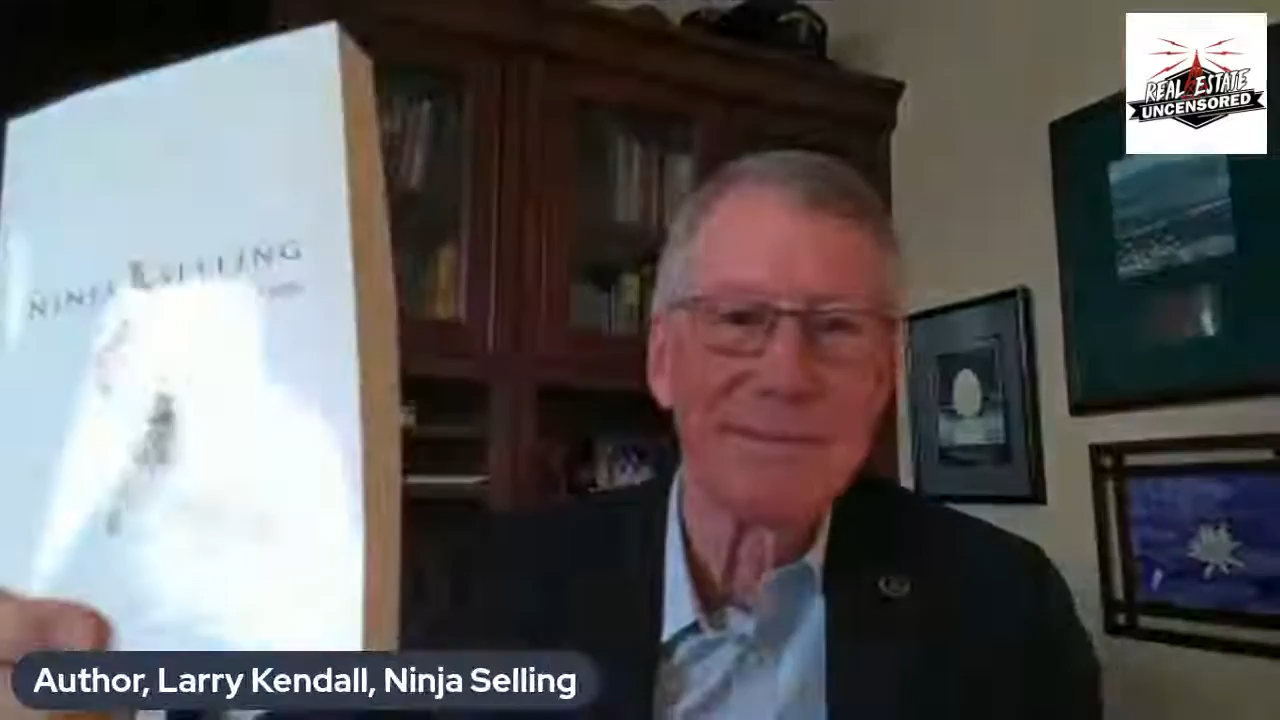 REAL ESTATE
UNCENSORED
NINJA SELLING
Author, Larry Kendall, Ninja Selling